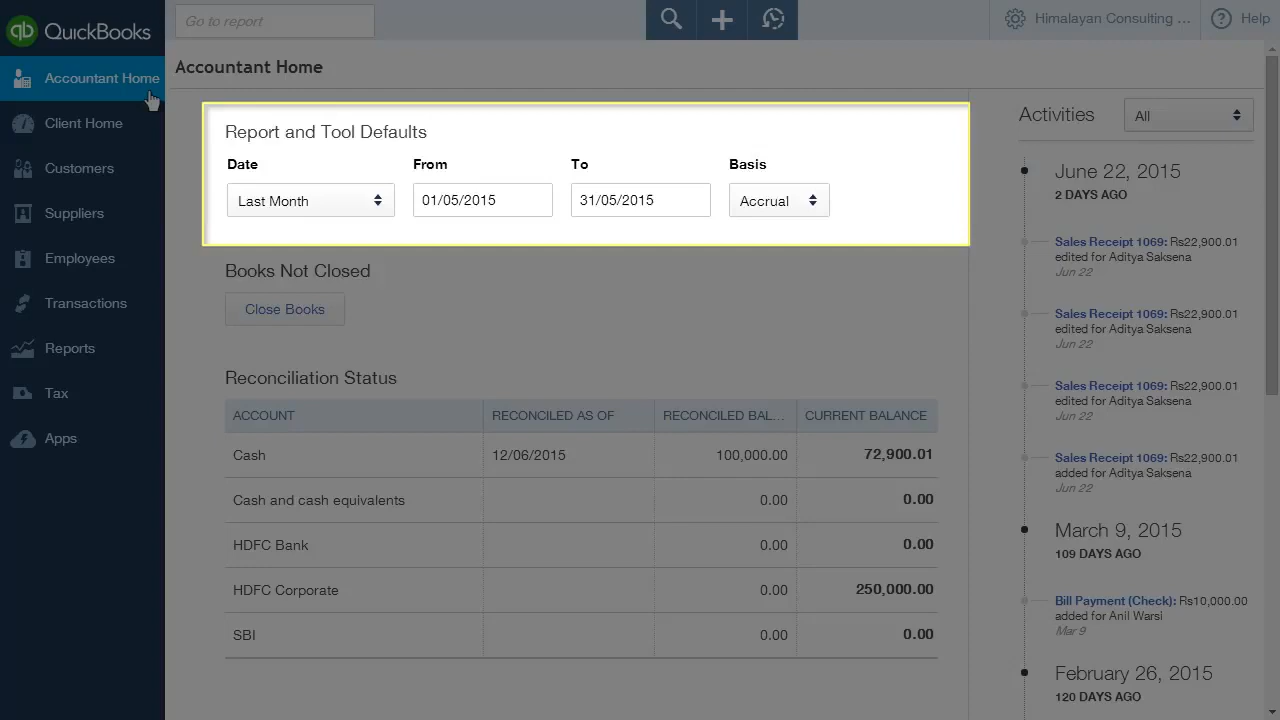 qb QuickBooks
Go to report
Himalayan Consulting ...
Help
Accountant Home
Client Home
Customers
Suppliers
Employees
Transactions
Reports
Tax
Apps
Accountant Home
Report and Tool Defaults
Date From To Basis
Last Month 01/05/2015 31/05/2015 Accrual
Books Not Closed
Close Books
Reconciliation Status
ACCOUNT RECONCILED AS OF RECONCILED BAL... CURRENT BALANCE
Cash 12/06/2015 100,000.00 72,900.01
Cash and cash equivalents 0.00 0.00
HDFC Bank 0.00 0.00
HDFC Corporate 0.00 250,000.00
SBI 0.00 0.00
Activities All
June 22, 2015
2 DAYS AGO
Sales Receipt 1069: Rs22,900.01
edited for Aditya Saksena
Jun 22
Sales Receipt 1069: Rs22,900.01
edited for Aditya Saksena
Jun 22
Sales Receipt 1069: Rs22,900.01
edited for Aditya Saksena
Jun 22
Sales Receipt 1069: Rs22,900.01
added for Aditya Saksena
Jun 22
March 9, 2015
109 DAYS AGO
Bill Payment (Check): Rs10,000.00
added for Anil Warsi
Mar 9
February 26, 2015
120 DAYS AGO